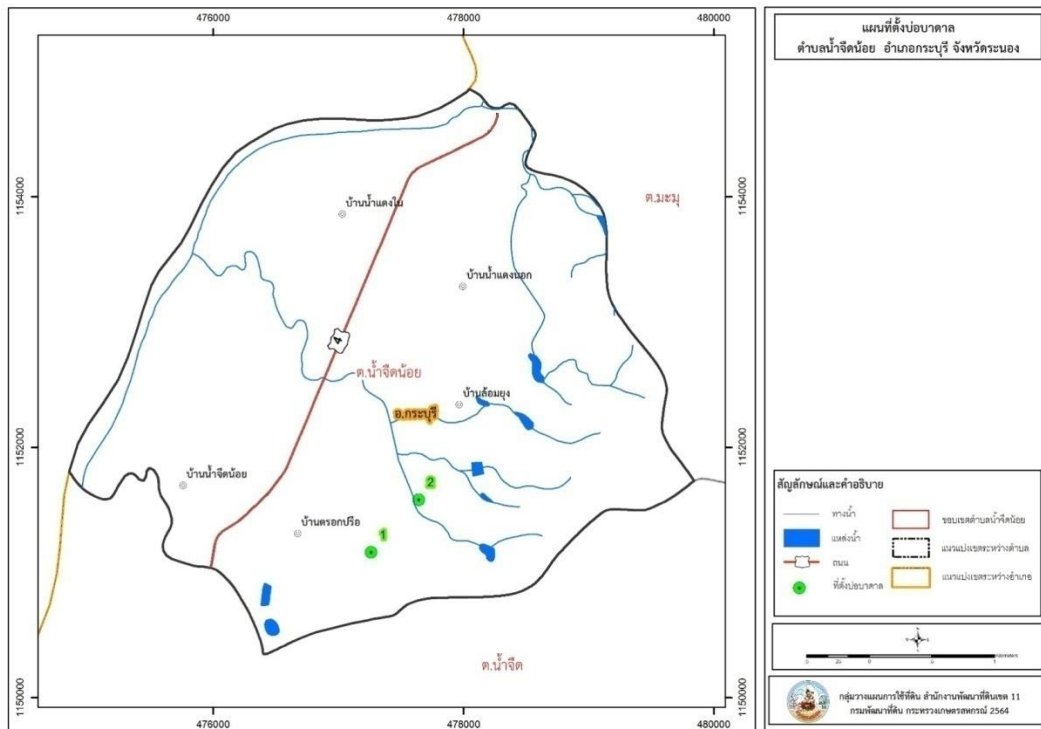 476000
478000
480000
แผนที่ตั้งบ่อบาดาล
ตำบลน้ำจืดน้อย อำเภอกระบุรี จังหวัดระนอง
1154000
1154000
ต.มะมุ
บ้านน้ำแดงใน
บ้านน้ำแดงนอก
4
ต.น้ำจืดน้อย
บ้านล้อมยุง
อ.กระบุรี
1152000
1152000
บ้านน้ำจืดน้อย
2
บ้านตรอกปรือ
1
สัญลักษณ์และคำอธิบาย
ทางน้ำ
ขอบเขตตำบลน้ำจืดน้อย
แหล่งน้ำ
แนวแบ่งเขตระหว่างตำบล
ถนน
แนวแบ่งเขตระหว่างอำเภอ
ที่ตั้งบ่อบาดาล
ต.น้ำจืด
1150000
1150000
กลุ่มวางแผนการใช้ที่ดิน สำนักงานพัฒนาที่ดินเขต 11
กรมพัฒนาที่ดิน กระทรวงเกษตรสหกรณ์ 2564
476000
478000
480000